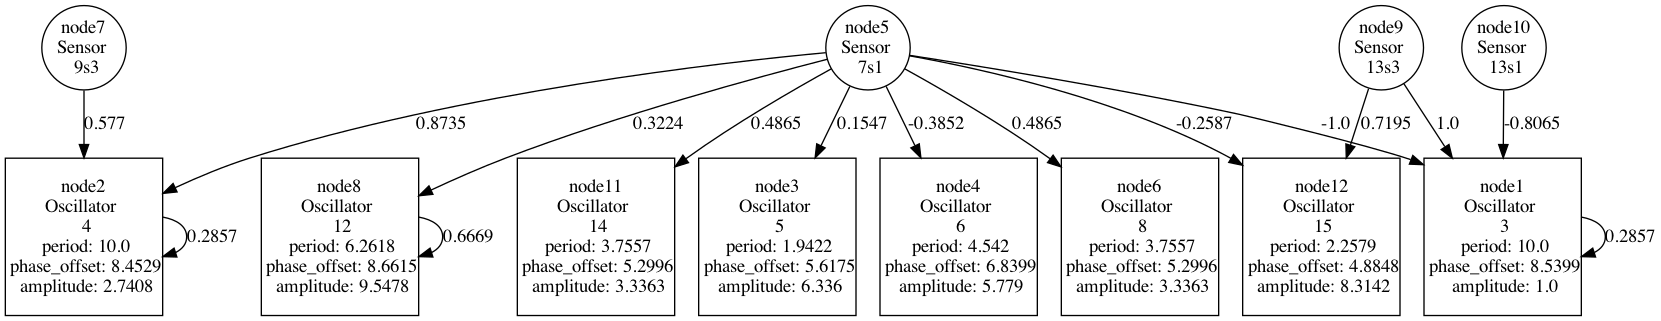 node7
Sensor
9s3
node5
Sensor
7s1
node9
Sensor
13s3
node10
Sensor
13s1
0.577
0.8735
0.3224
0.4865
0.1547
-0.3852
0.4865
-0.2587
-1.0
0.7195
1.0
-0.8065
node2
Oscillator
4
period: 10.0
phase_offset: 8.4529
amplitude: 2.7408
0.2857
node8
Oscillator
12
period: 6.2618
phase_offset: 8.6615
amplitude: 9.5478
0.6669
node11
Oscillator
14
period: 3.7557
phase_offset: 5.2996
amplitude: 3.3363
node3
Oscillator
5
period: 1.9422
phase_offset: 5.6175
amplitude: 6.336
node4
Oscillator
6
period: 4.542
phase_offset: 6.8399
amplitude: 5.779
node6
Oscillator
8
period: 3.7557
phase_offset: 5.2996
amplitude: 3.3363
node12
Oscillator
15
period: 2.2579
phase_offset: 4.8848
amplitude: 8.3142
node1
Oscillator
3
period: 10.0
phase_offset: 8.5399
amplitude: 1.0
0.2857